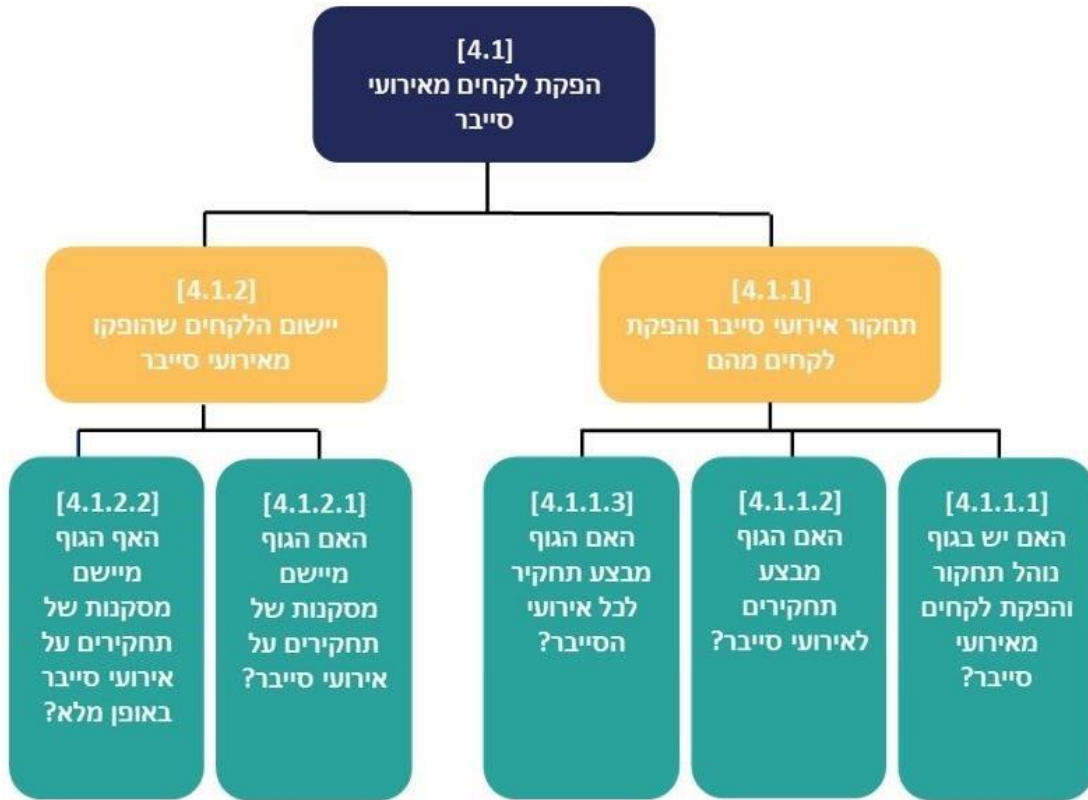 [4.1]
הפקת לקחים מאירועי
סייבר
[4.1.1]
תחקור אירועי סייבר והפקת
לקחים מהם
[4.1.2]
יישום הלקחים שהופקו
מאירועי סייבר
[4.1.1.1]
האם יש בגוף
נוהל תחקור
והפקת לקחים
מאירועי
סייבר?
[4.1.1.2]
האם הגוף
מבצע
תחקירים
לאירועי סייבר?
[4.1.1.3]
האם הגוף
מבצע תחקיר
לכל אירועי
הסייבר?
[4.1.2.1]
האם הגוף
מיישם
מסקנות של
תחקירים על
אירועי סייבר?
[4.1.2.2]
האף הגוף
מיישם
מסקנות של
תחקירים על
אירועי סייבר
באופן מלא?